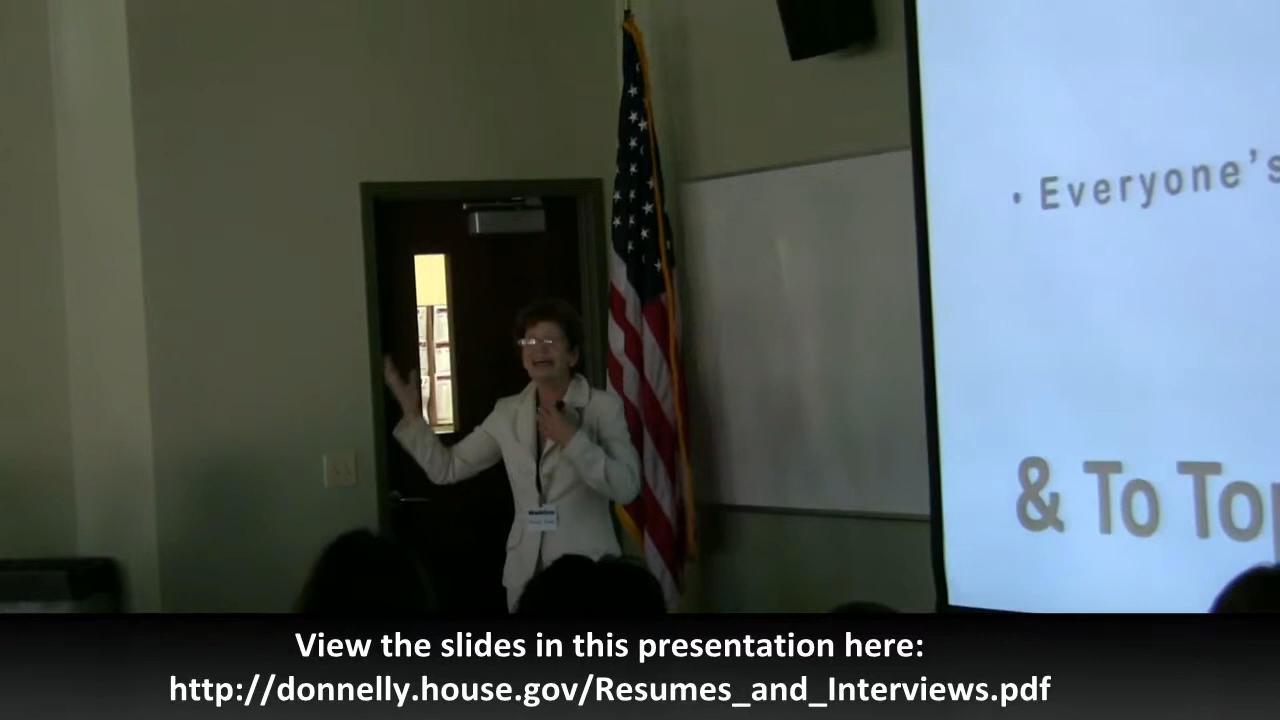 • Everyone's
& To Top
View the slides in this presentation here:
http://donnelly.house.gov/Resumes_and_Interviews.pdf